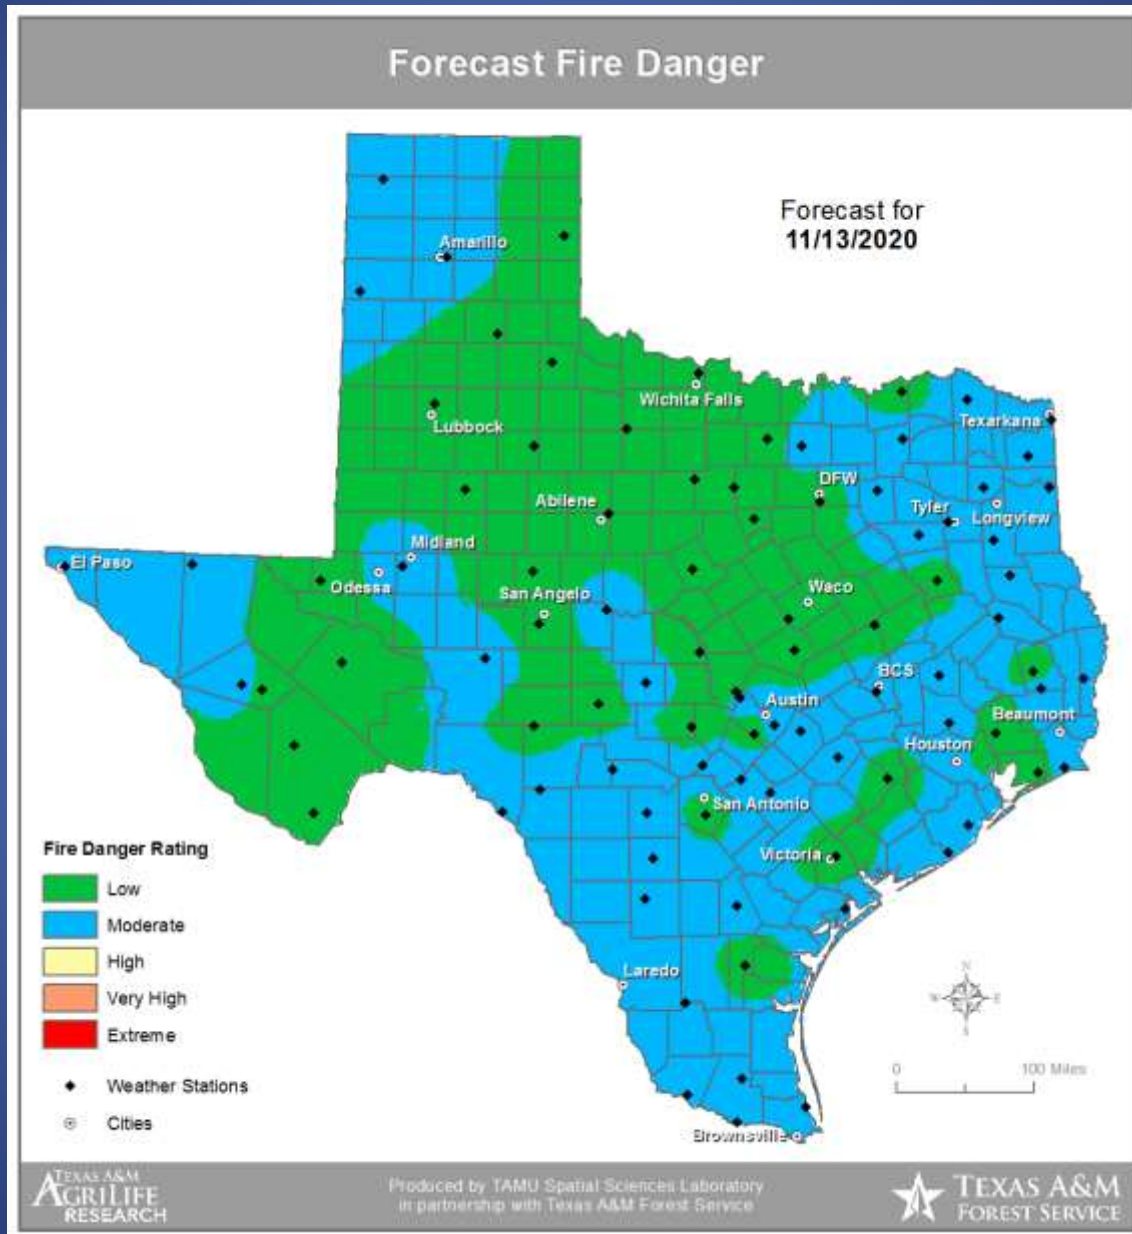 Forecast Fire Danger
Forecast for
11/13/2020
Amarillo
Wichita Falls
Lubbock
Texarkana
DFW
Abilene
Tyler
Longview
Midland
El Paso
Odessa
San Angelo
Waco
BCS
Austin
Beaumont
Houston
San Antonio
Victoria
Laredo
Brownsville
Fire Danger Rating
Low
Moderate
High
Very High
Extreme
Weather Stations
Cities
N
W
E
S
0
100 Miles
TEXAS A&M
AGRILIFE
RESEARCH
Produced by TAMU Spatial Sciences Laboratory
in partnership with Texas A&M Forest Service
TEXAS A&M
FOREST SERVICE